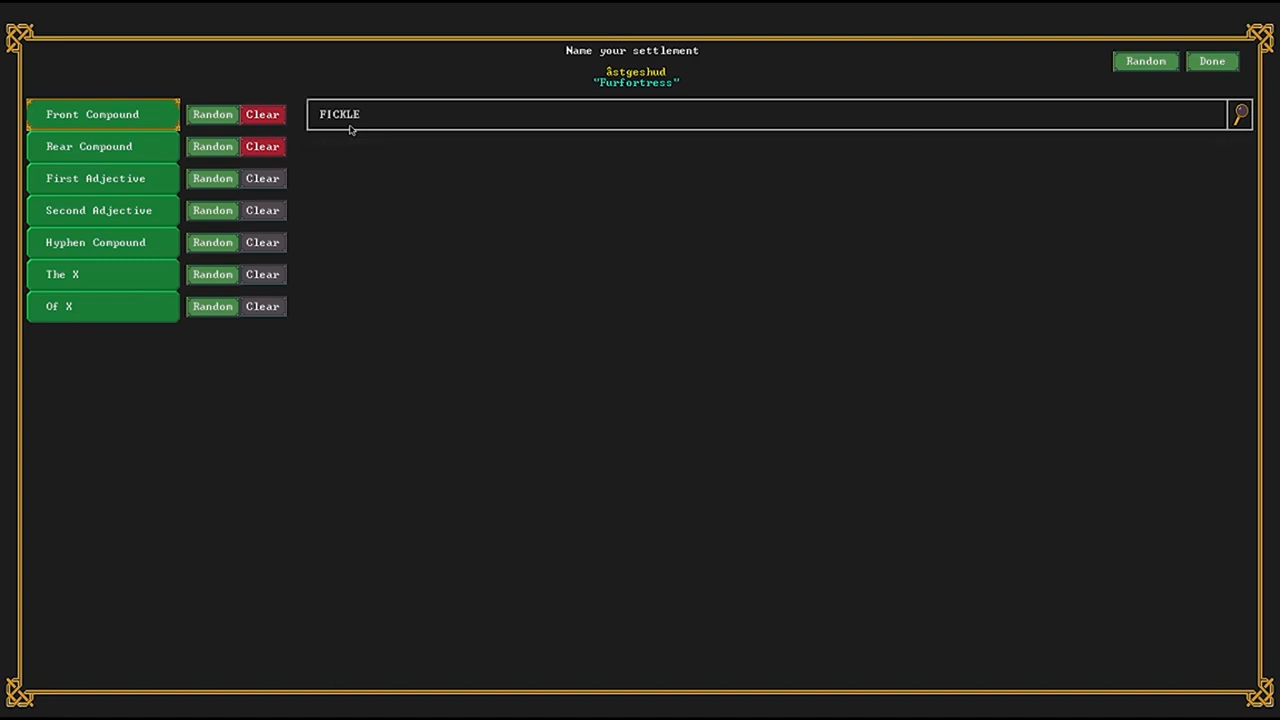 Name your settlement
âstgeshud
"Furfortress"
Random Done
Front Compound Random Clear FICKLE
Rear Compound Random Clear
First Adjective Random Clear
Second Adjective Random Clear
Hyphen Compound Random Clear
The X Random Clear
Of X Random Clear